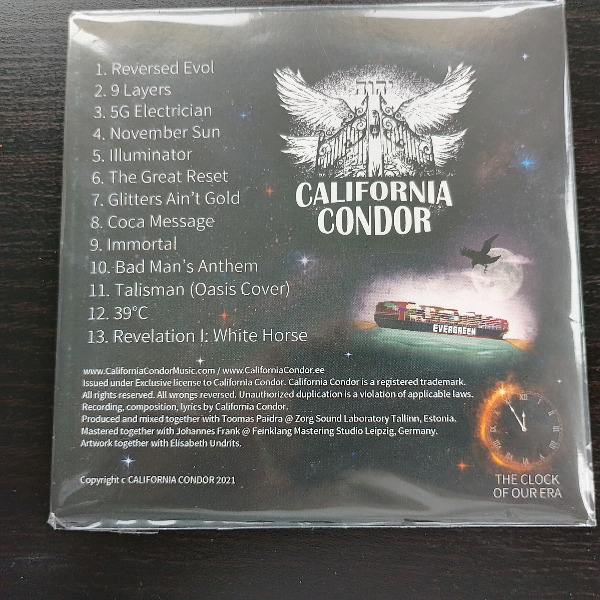 1. Reversed Evol
2. 9 Layers
3. 5G Electrician
4. November Sun
5. Illuminator
6. The Great Reset
7. Glitters Ain't Gold
8. Coca Message
9. Immortal
10. Bad Man's Anthem
11. Talisman (Oasis Cover)
12. 39°C
13. Revelation I: White Horse
יהוה
CALIFORNIA
CONDOR
EVERGREEN
www.CaliforniaCondorMusic.com / www.CaliforniaCondor.ee
Issued under Exclusive license to California Condor. California Condor is a registered trademark.
All rights reserved. All wrongs reversed. Unauthorized duplication is a violation of applicable laws.
Recording, composition, lyrics by California Condor.
Produced and mixed together with Toomas Paidra @ Zorg Sound Laboratory Tallinn, Estonia.
Mastered together with Johannes Frank @ Feinklang Mastering Studio Leipzig, Germany.
Artwork together with Elisabeth Undrits.
Copyright c CALIFORNIA CONDOR 2021
THE CLOCK
OF OUR ERA